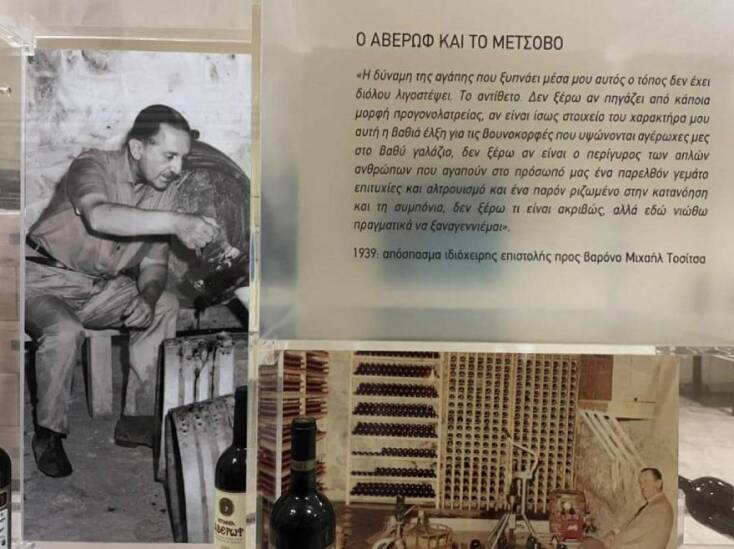 Ο ΑΒΕΡΩΦ ΚΑΙ ΤΟ ΜΕΤΣΟΒΟ
«Η δύναμη της αγάπης που ξυπνάει μέσα μου αυτός ο τόπος δεν έχει
διόλου λιγοστέψει. Το αντίθετο. Δεν ξέρω αν πηγάζει από κάποια
μορφή προγονολατρείας, αν είναι ίσως στοιχείο του χαρακτήρα μου
αυτή η βαθιά έλξη για τις βουνοκορφές που υψώνονται αγέρωχες μες
στο βαθύ γαλάζιο, δεν ξέρω αν είναι ο περίγυρος των απλών
ανθρώπων που αγαπούν στο πρόσωπό μας ένα παρελθόν γεμάτο
επιτυχίες και αλτρουισμό και ένα παρόν ριζωμένο στην κατανόηση
και τη συμπόνια, δεν ξέρω τι είναι ακριβώς, αλλά εδώ νιώθω
πραγματικά να ξαναγεννιέμαι».
1939: απόσπασμα ιδιόχειρης επιστολής προς βαρόνο Μιχαήλ Τοσίτσα